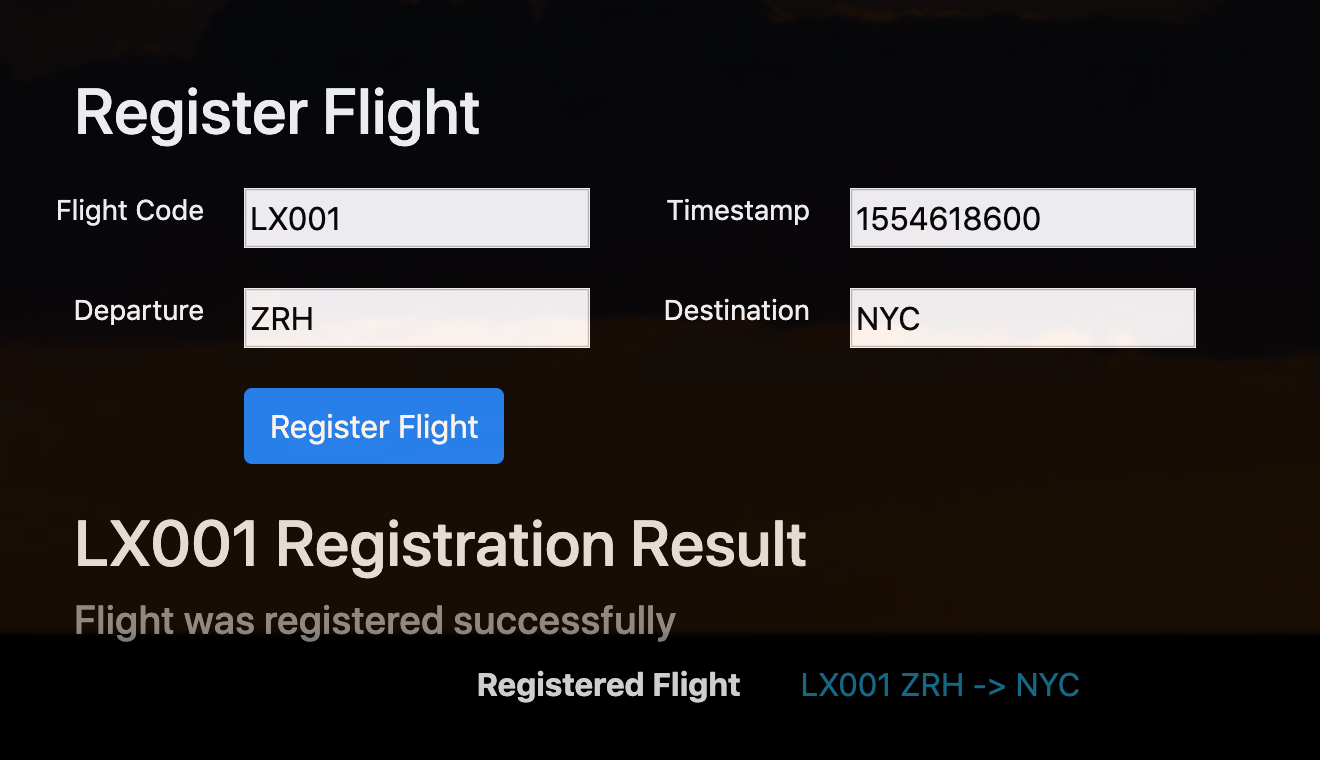 Register Flight
Flight Code LX001 Timestamp 1554618600
Departure ZRH Destination NYC
Register Flight
LX001 Registration Result
Flight was registered successfully
Registered Flight LX001 ZRH -> NYC